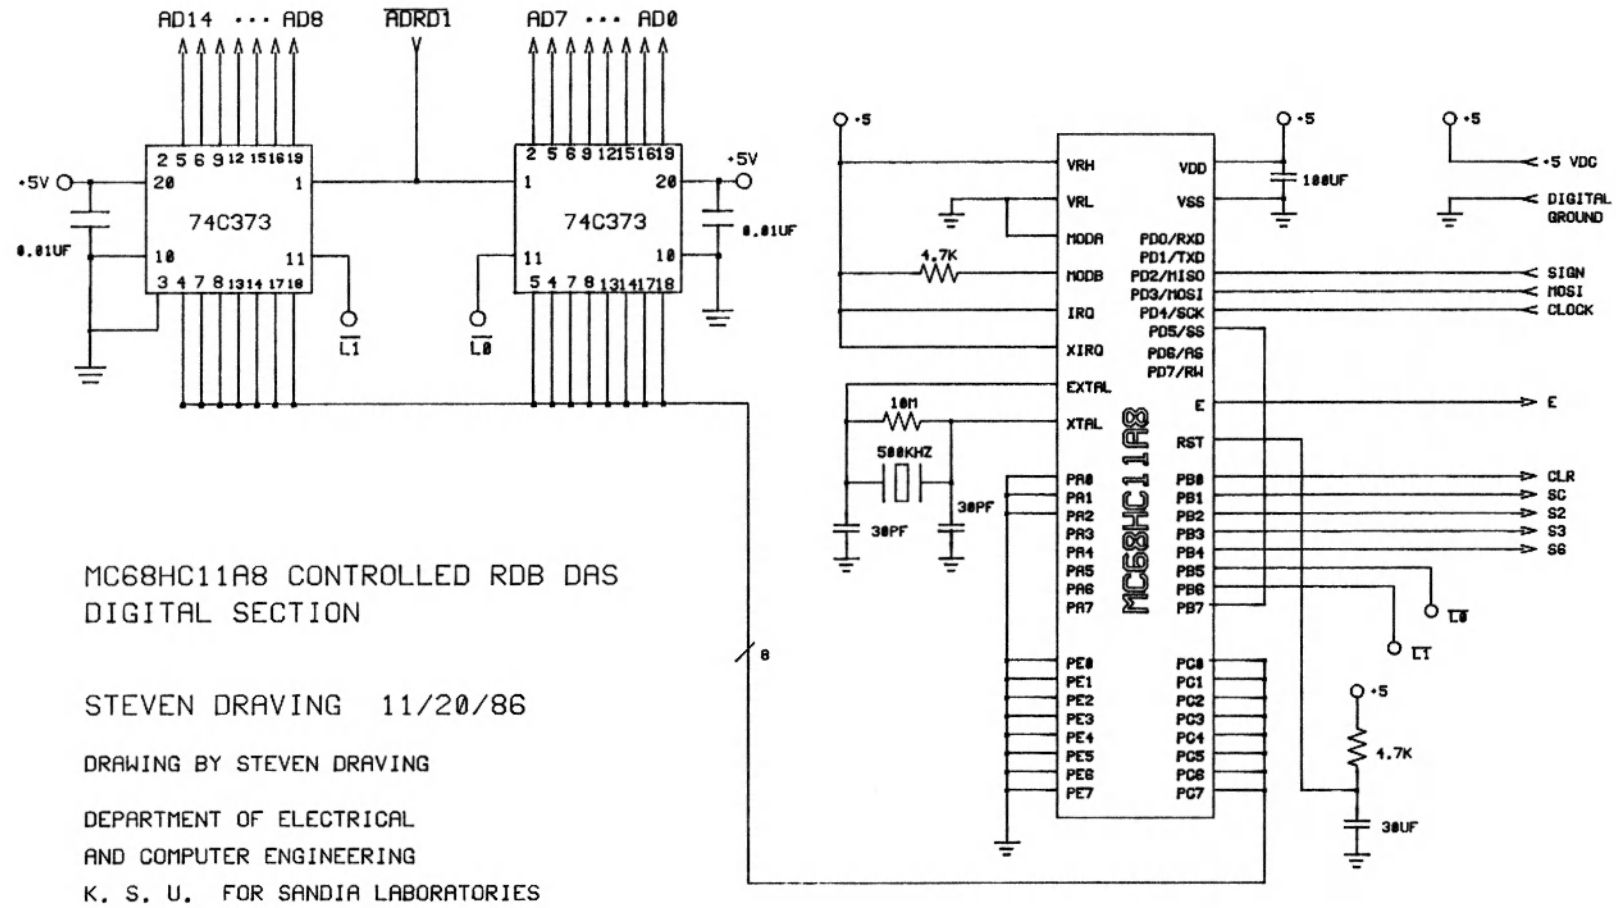 AD14 ··· AD8
ADRD1
AD7 ··· AD0
2 5 6 9 12 15 16 19
+5V
20
1
74C373
0.01UF
10
11
3 4 7 8 13 14 17 18
L1
2 5 6 9 12 15 16 19
+5V
1
20
74C373
0.01UF
11
10
5 4 7 8 13 14 17 18
L0
8
+5
+5
+5
VRH
VDD
100UF
+5 VDC
VRL
VSS
DIGITAL
GROUND
MODA
PD0/RXD
PD1/TXD
4.7K
MODB
PD2/MISO
SIGN
PD3/MOSI
MOSI
IRQ
PD4/SCK
CLOCK
PD5/SS
XIRQ
PD6/AS
PD7/RW
EXTAL
10M
E
E
XTAL
RST
500KHZ
30PF
30PF
MC68HC11A8
PA0
PB0
CLR
PA1
PB1
SC
PA2
PB2
S2
PA3
PB3
S3
PA4
PB4
S6
PA5
PB5
PA6
PB6
PA7
PB7
L0
L1
PE0
PC0
PE1
PC1
PE2
PC2
PE3
PC3
PE4
PC4
PE5
PC5
PE6
PC6
PE7
PC7
+5
4.7K
30UF
MC68HC11A8 CONTROLLED RDB DAS
DIGITAL SECTION
STEVEN DRAVING 11/20/86
DRAWING BY STEVEN DRAVING
DEPARTMENT OF ELECTRICAL
AND COMPUTER ENGINEERING
K. S. U. FOR SANDIA LABORATORIES